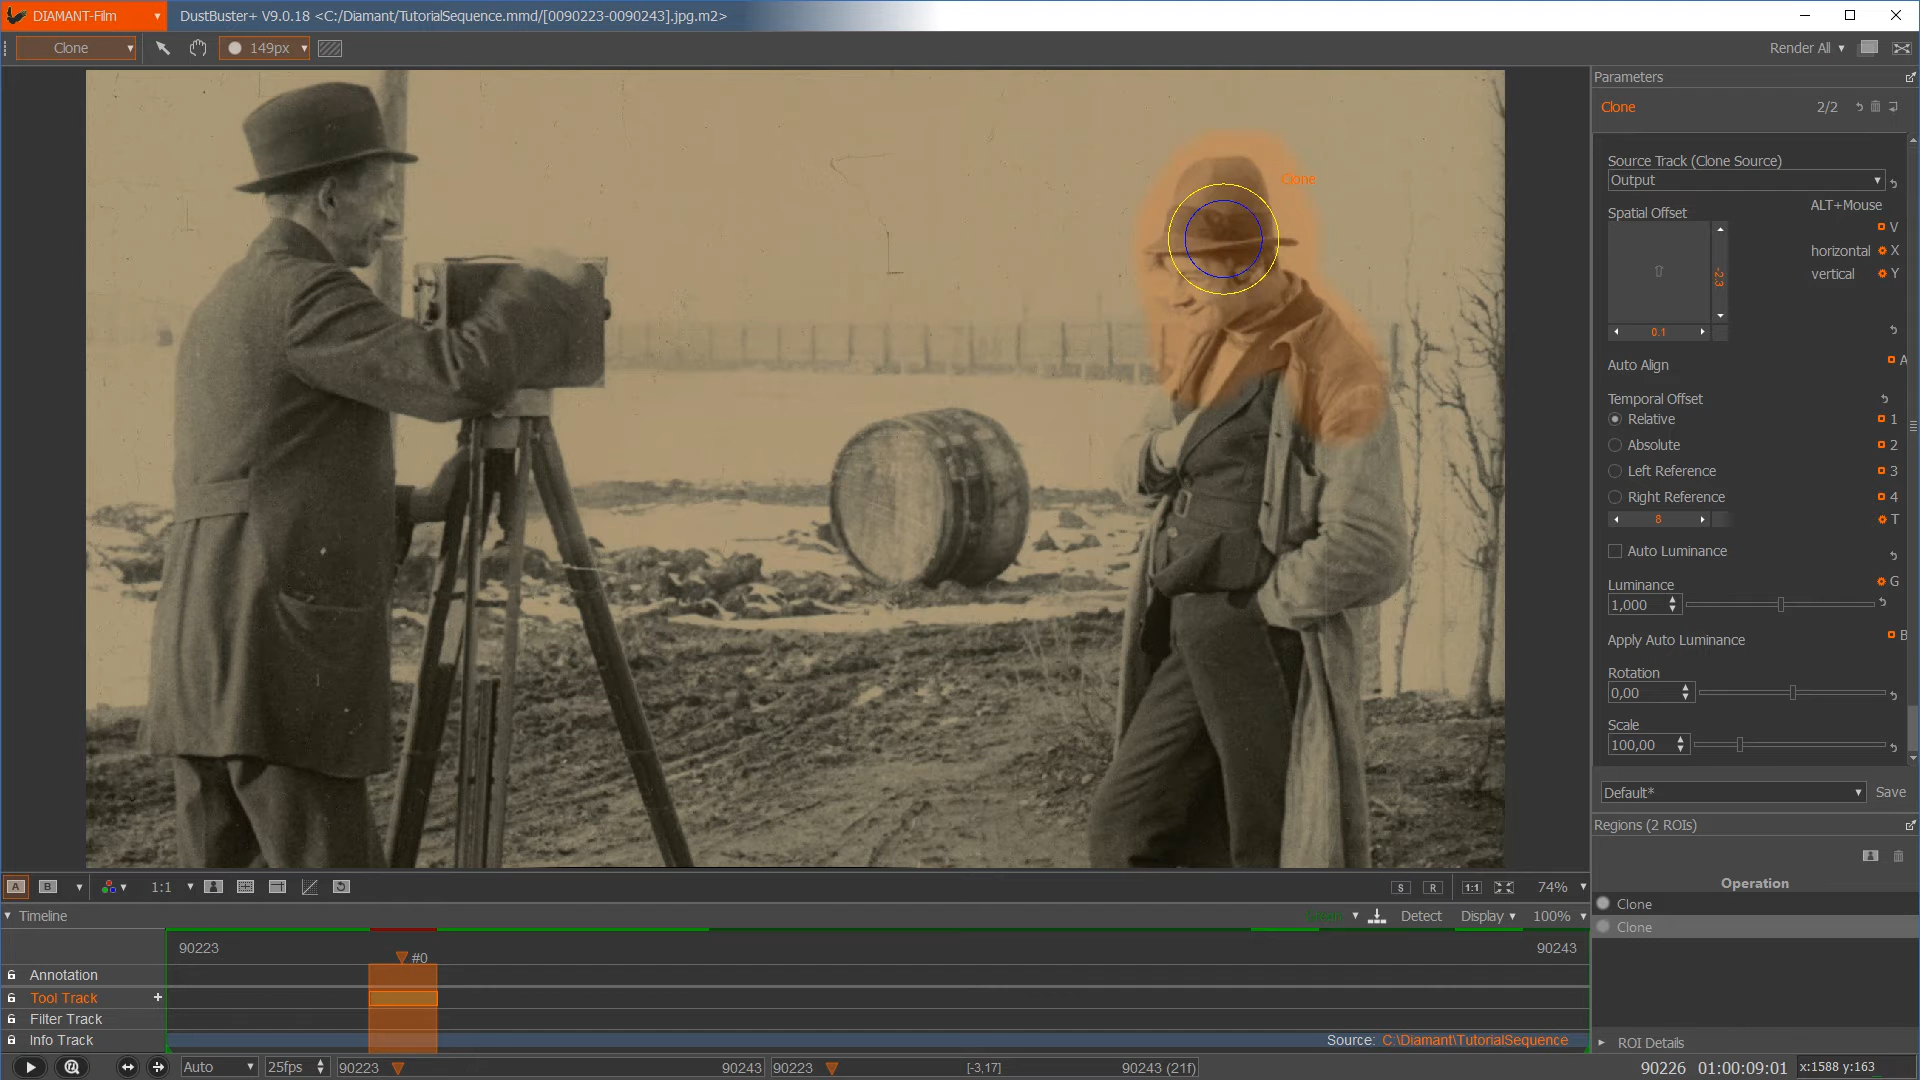 DIAMANT-Film
DustBuster+ V9.0.18 <C:/Diamant/TutorialSequence.mmd/[0090223-0090243].jpg.m2>
Clone
149px
Render All
Parameters
Clone
2/2
Source Track (Clone Source)
Output
Spatial Offset
ALT+Mouse
V
horizontal X
vertical Y
-2.3
0.1
Auto Align
A
Temporal Offset
Relative 1
Absolute 2
Left Reference 3
Right Reference 4
8
T
Auto Luminance
Luminance
G
1,000
Apply Auto Luminance
B
Rotation
0,00
Scale
100,00
Default*
Save
Regions (2 ROIs)
Operation
Clone
Clone
ROI Details
Clone
A
B
1:1
S
R
1:1
74%
Timeline
Detect
Display
100%
90223
#0
90243
Annotation
Tool Track
+
Filter Track
Info Track
Source: C:\Diamant\TutorialSequence
Auto
25fps
90223
90243
90223
[-3,17]
90243 (21f)
90226
01:00:09:01
x:1588 y:163